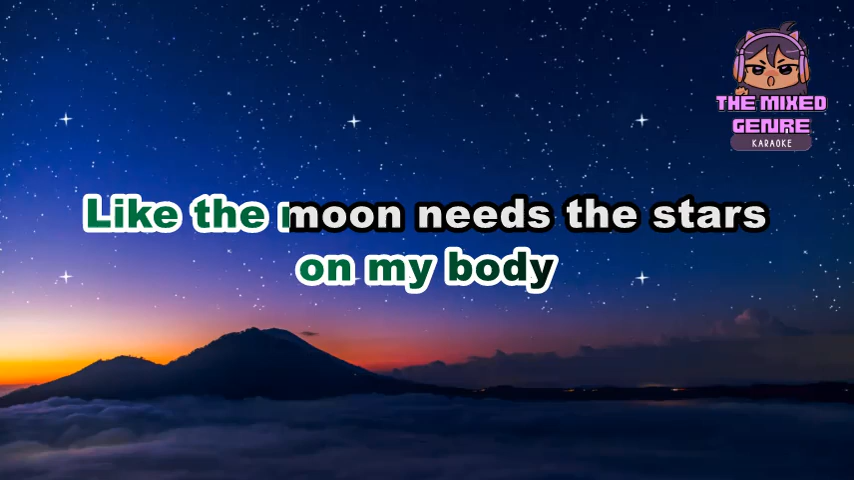 THE MIXED
GENRE
KARAOKE
Like the moon needs the stars
on my body